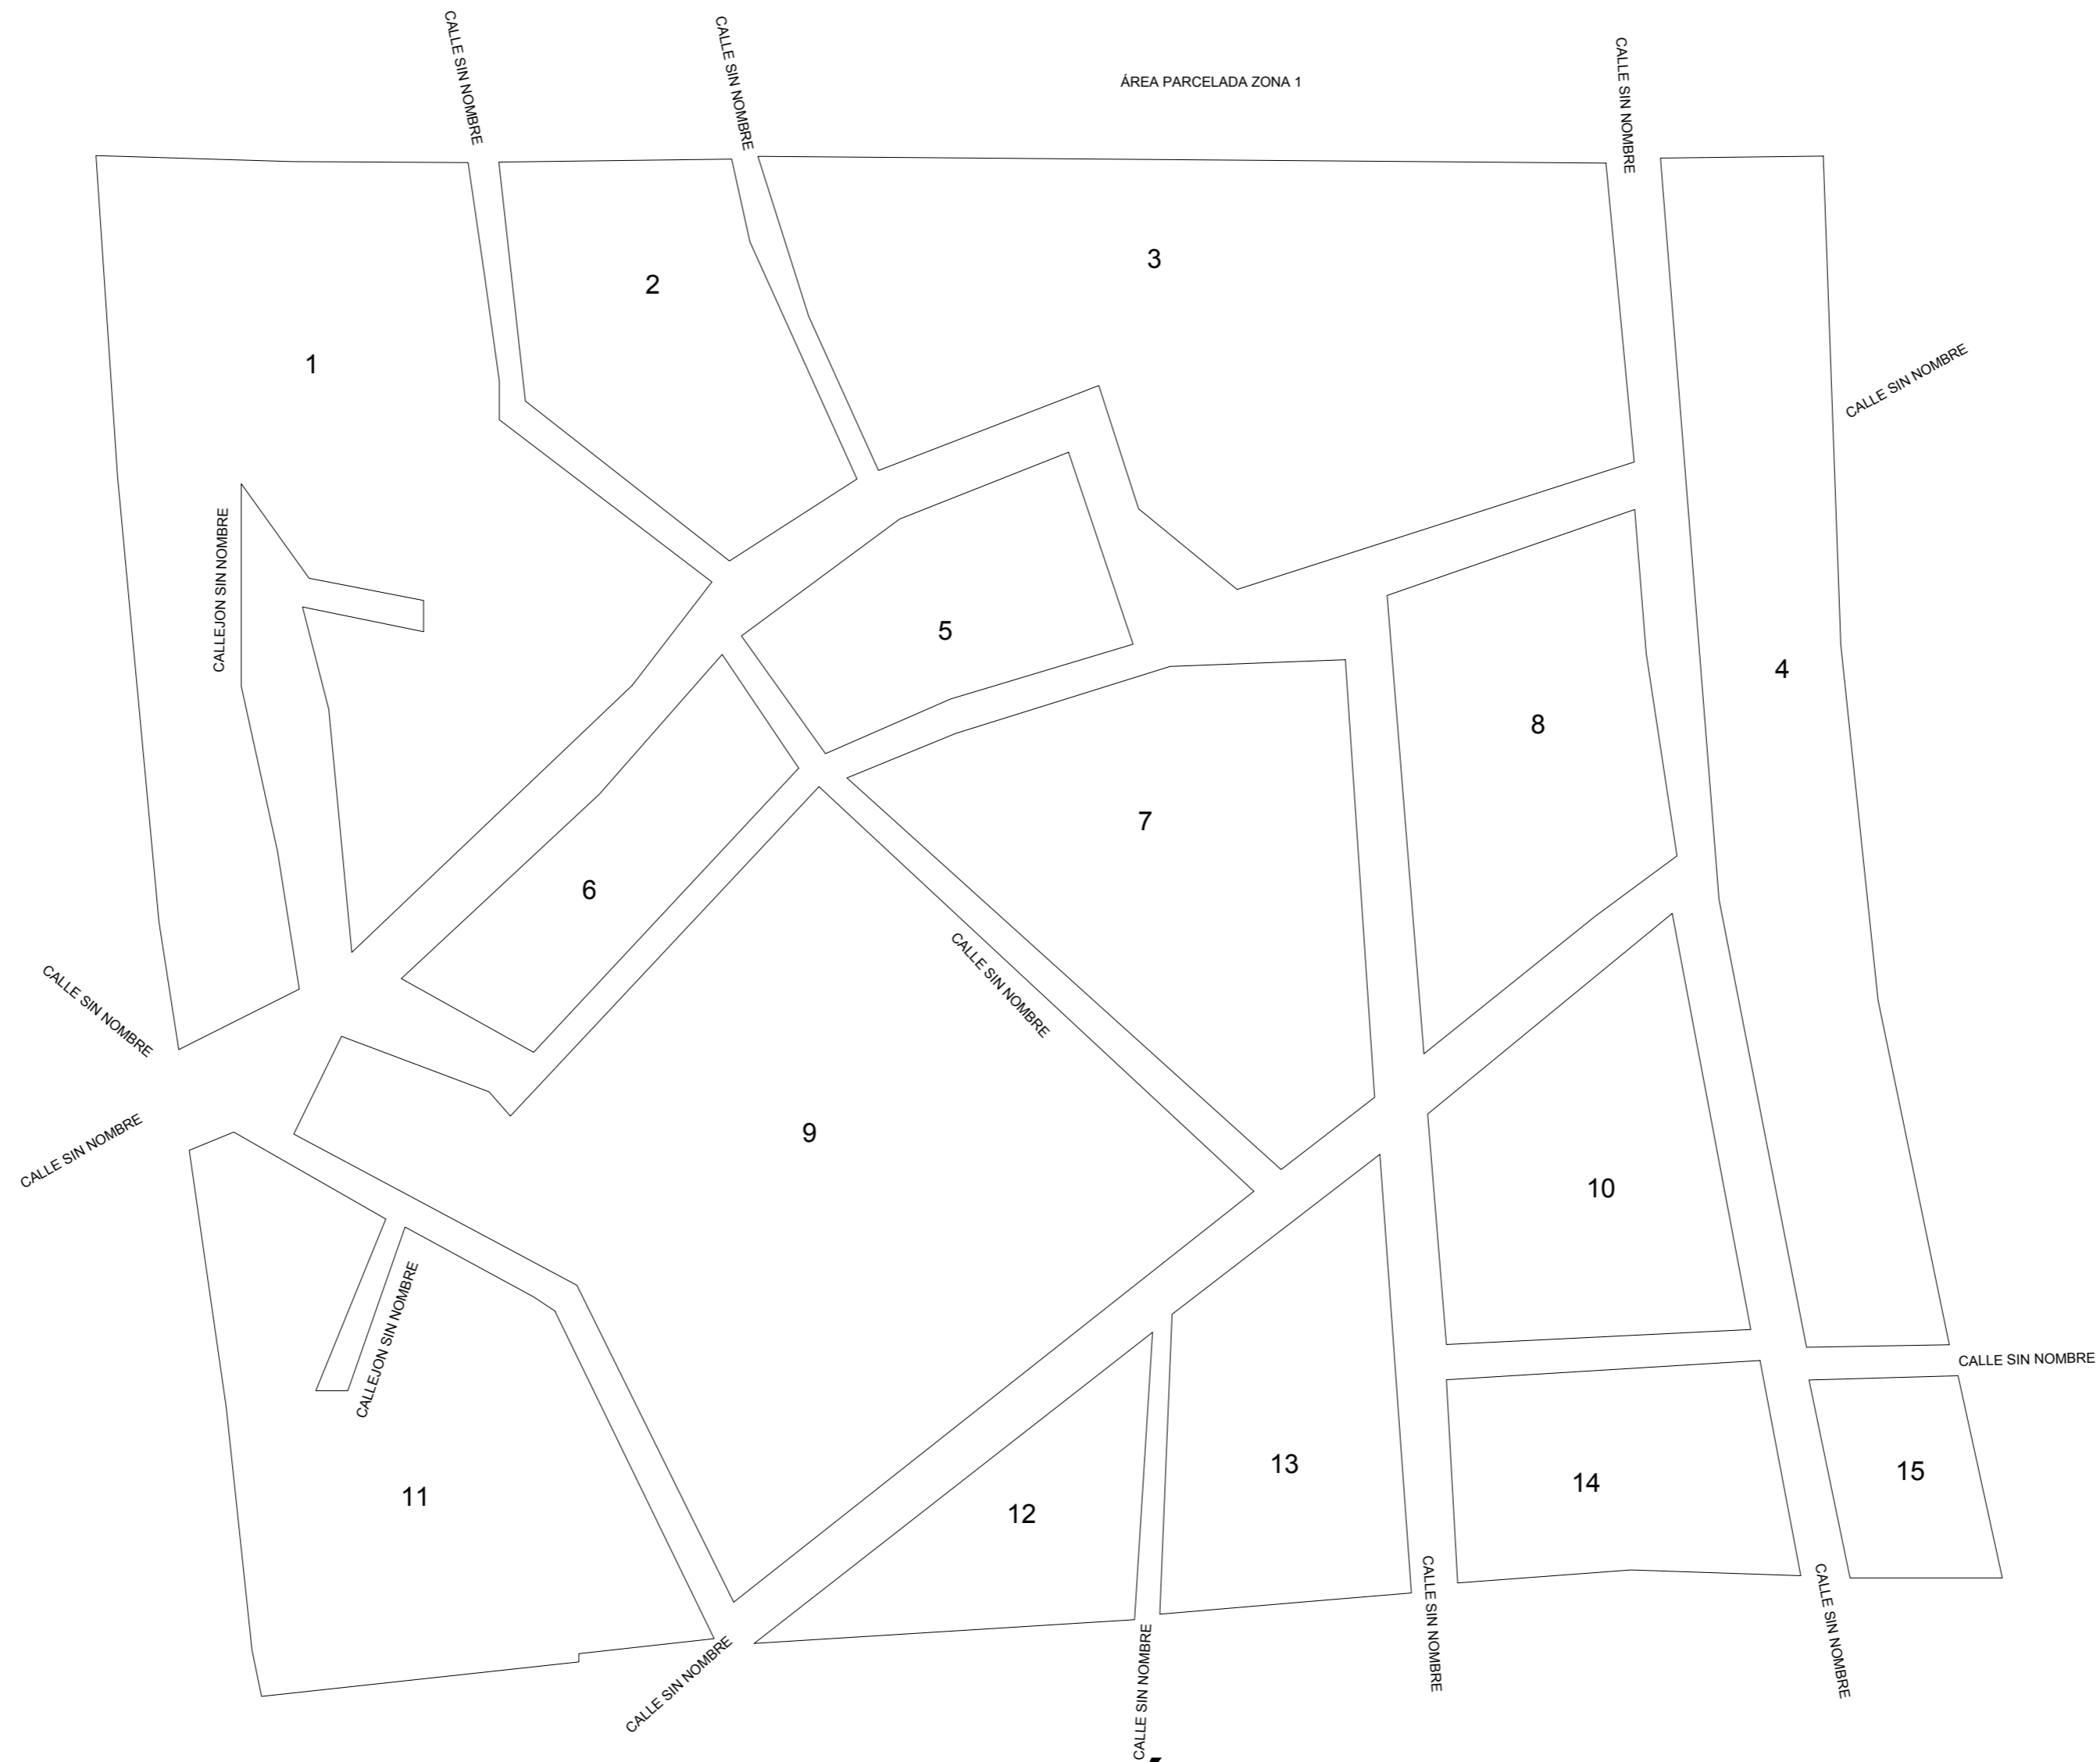 CALLE SIN NOMBRE
CALLE SIN NOMBRE
CALLE SIN NOMBRE
ÁREA PARCELADA ZONA 1
3
2
1
CALLE SIN NOMBRE
CALLEJON SIN NOMBRE
5
4
8
7
6
CALLE SIN NOMBRE
CALLE SIN NOMBRE
CALLE SIN NOMBRE
9
10
CALLEJON SIN NOMBRE
CALLE SIN NOMBRE
13
15
14
11
12
CALLE SIN NOMBRE
CALLE SIN NOMBRE
CALLE SIN NOMBRE
CALLE SIN NOMBRE